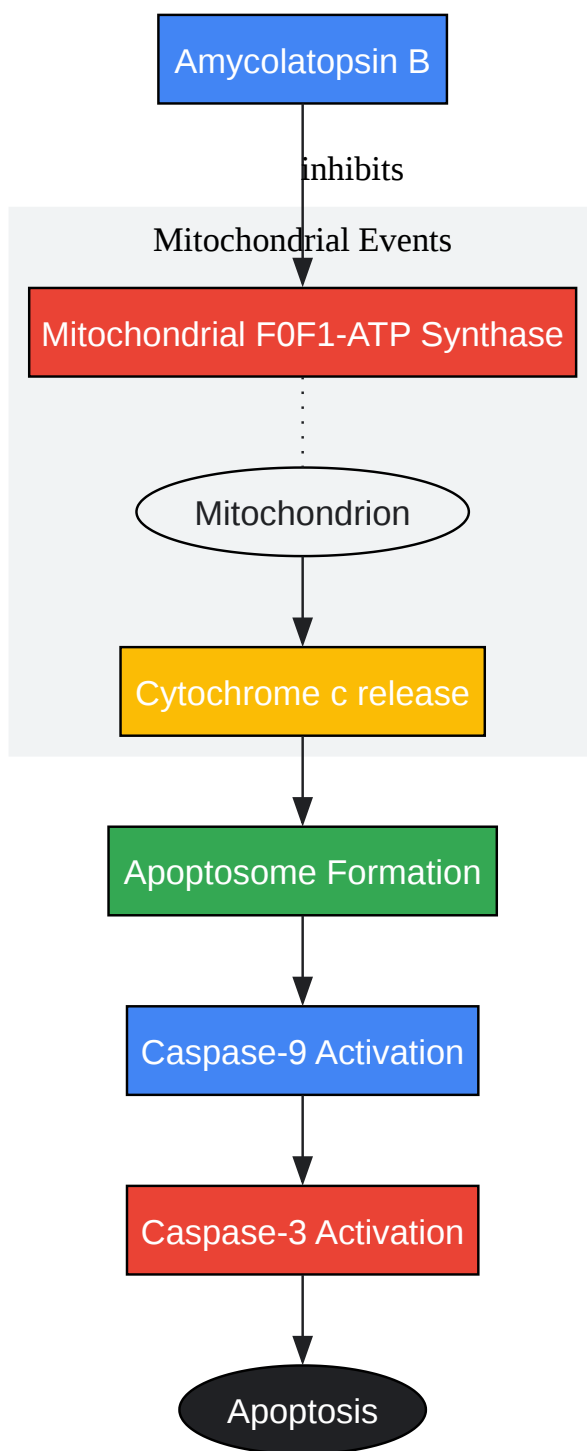 Amycolatopsin B
inhibits
Mitochondrial Events
Mitochondrial F0F1-ATP Synthase
Mitochondrion
Cytochrome c release
Apoptosome Formation
Caspase-9 Activation
Caspase-3 Activation
Apoptosis